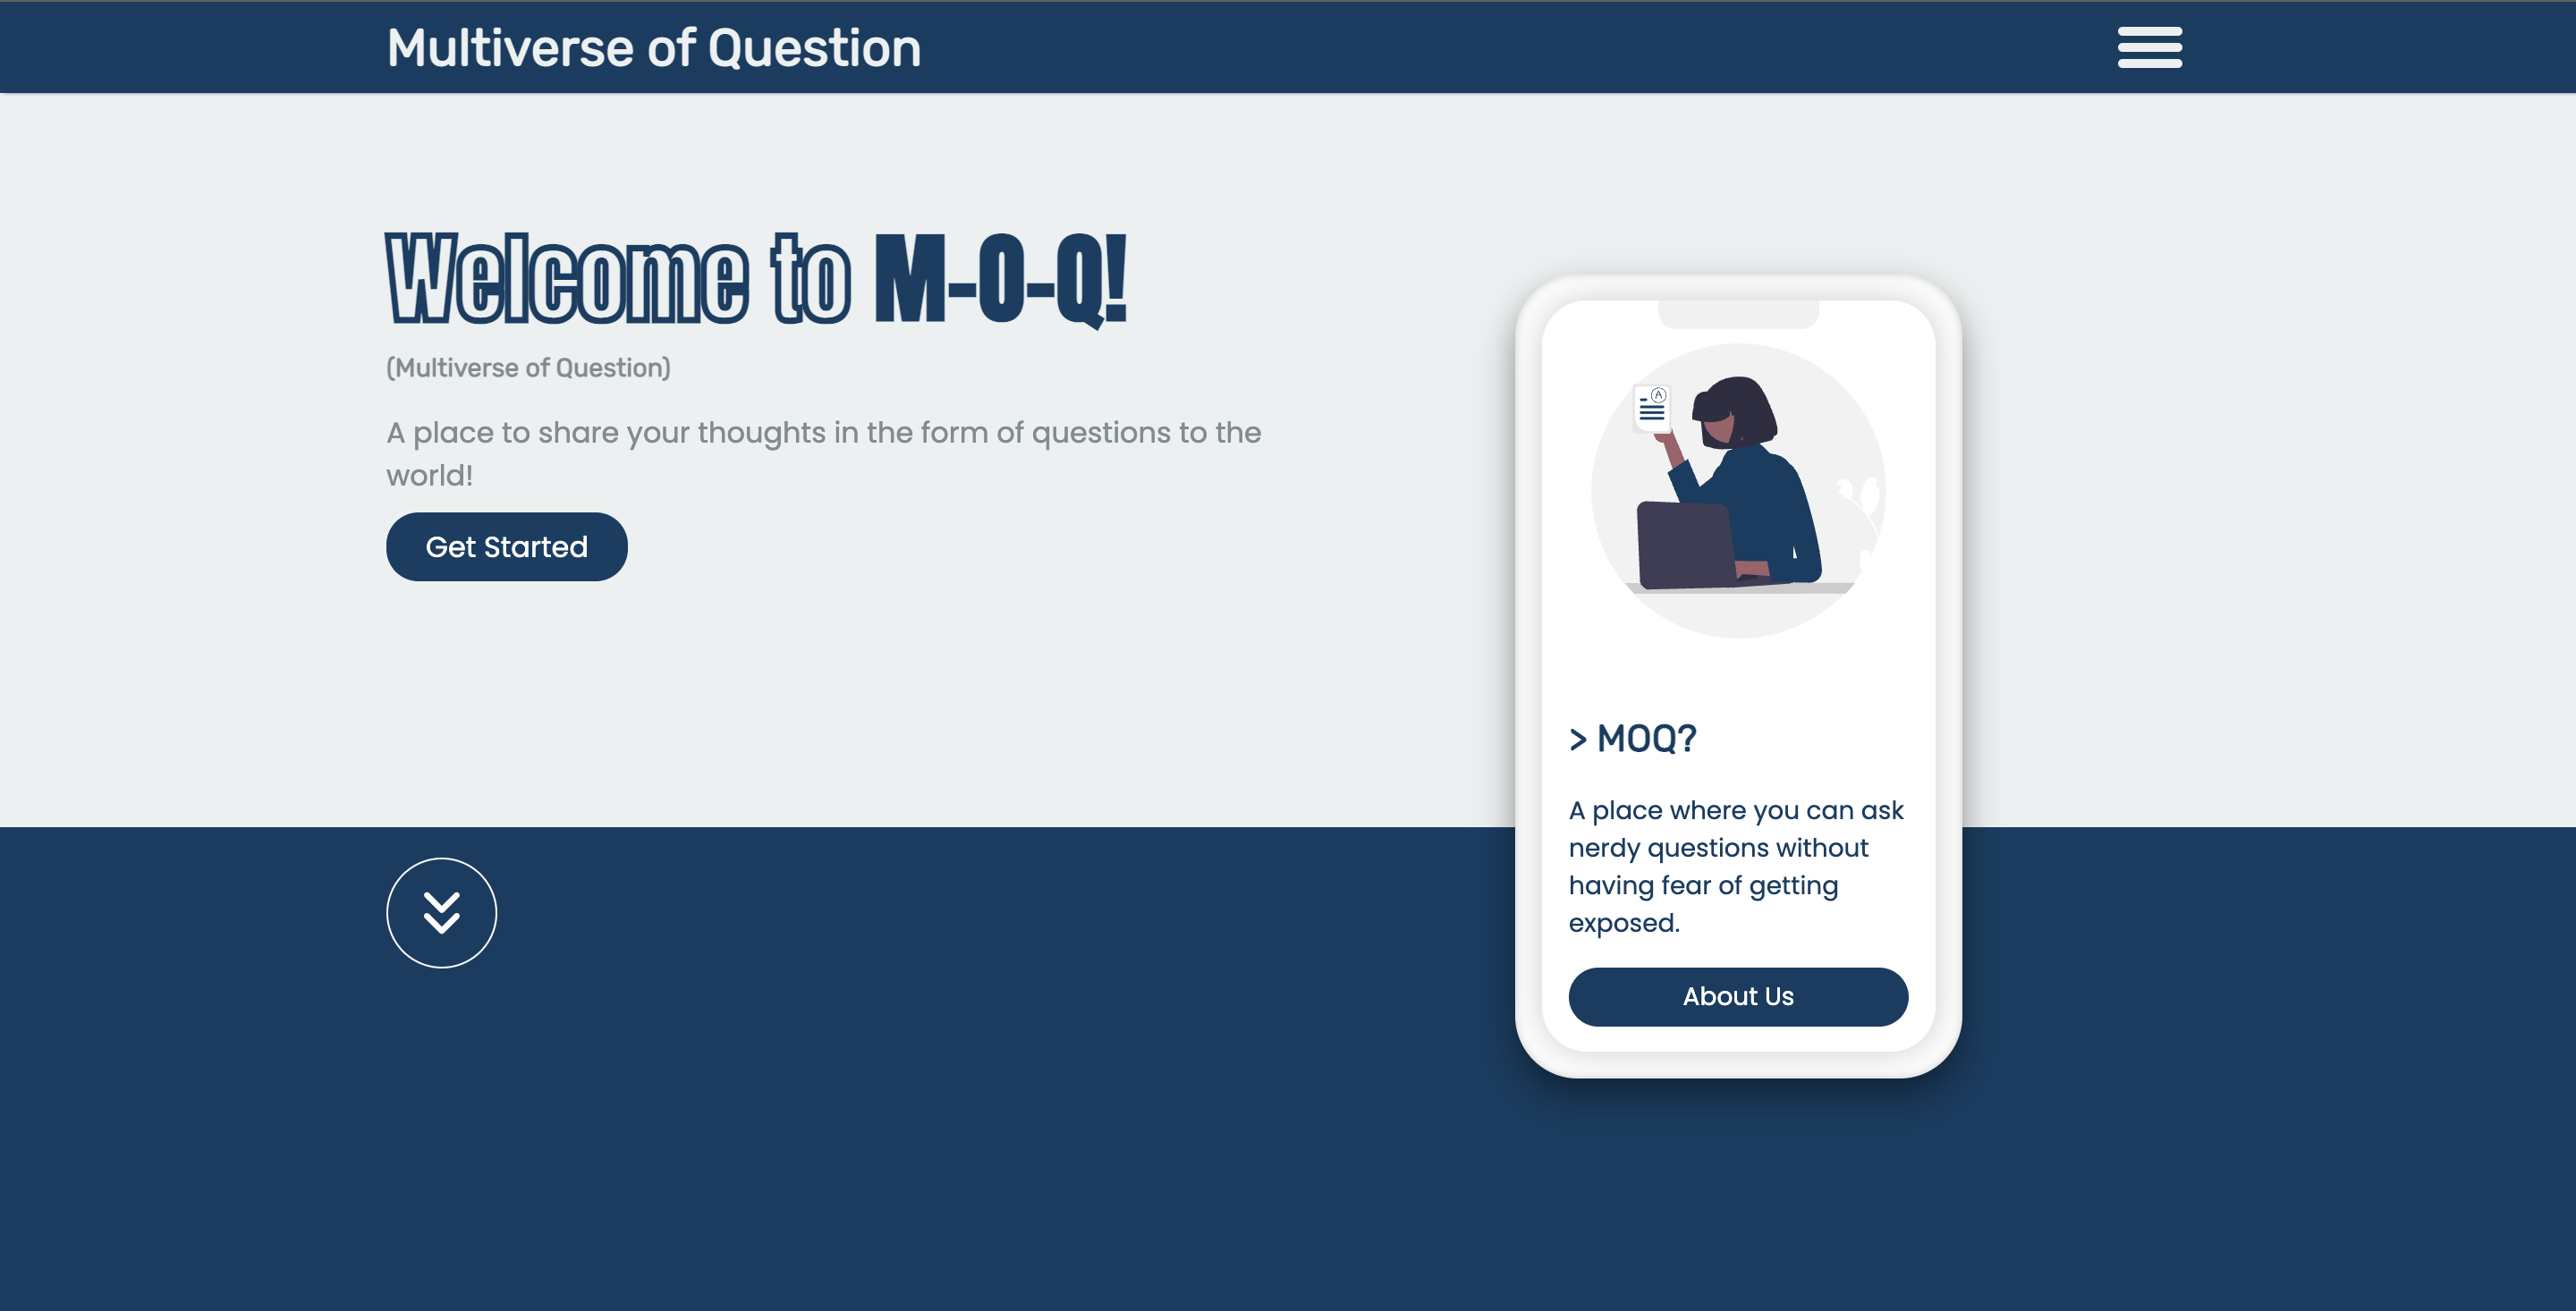 Multiverse of Question
Welcome to M-O-Q!
(Multiverse of Question)
A place to share your thoughts in the form of questions to the
world!
Get Started
A
> MOQ?
A place where you can ask
nerdy questions without
having fear of getting
exposed.
About Us